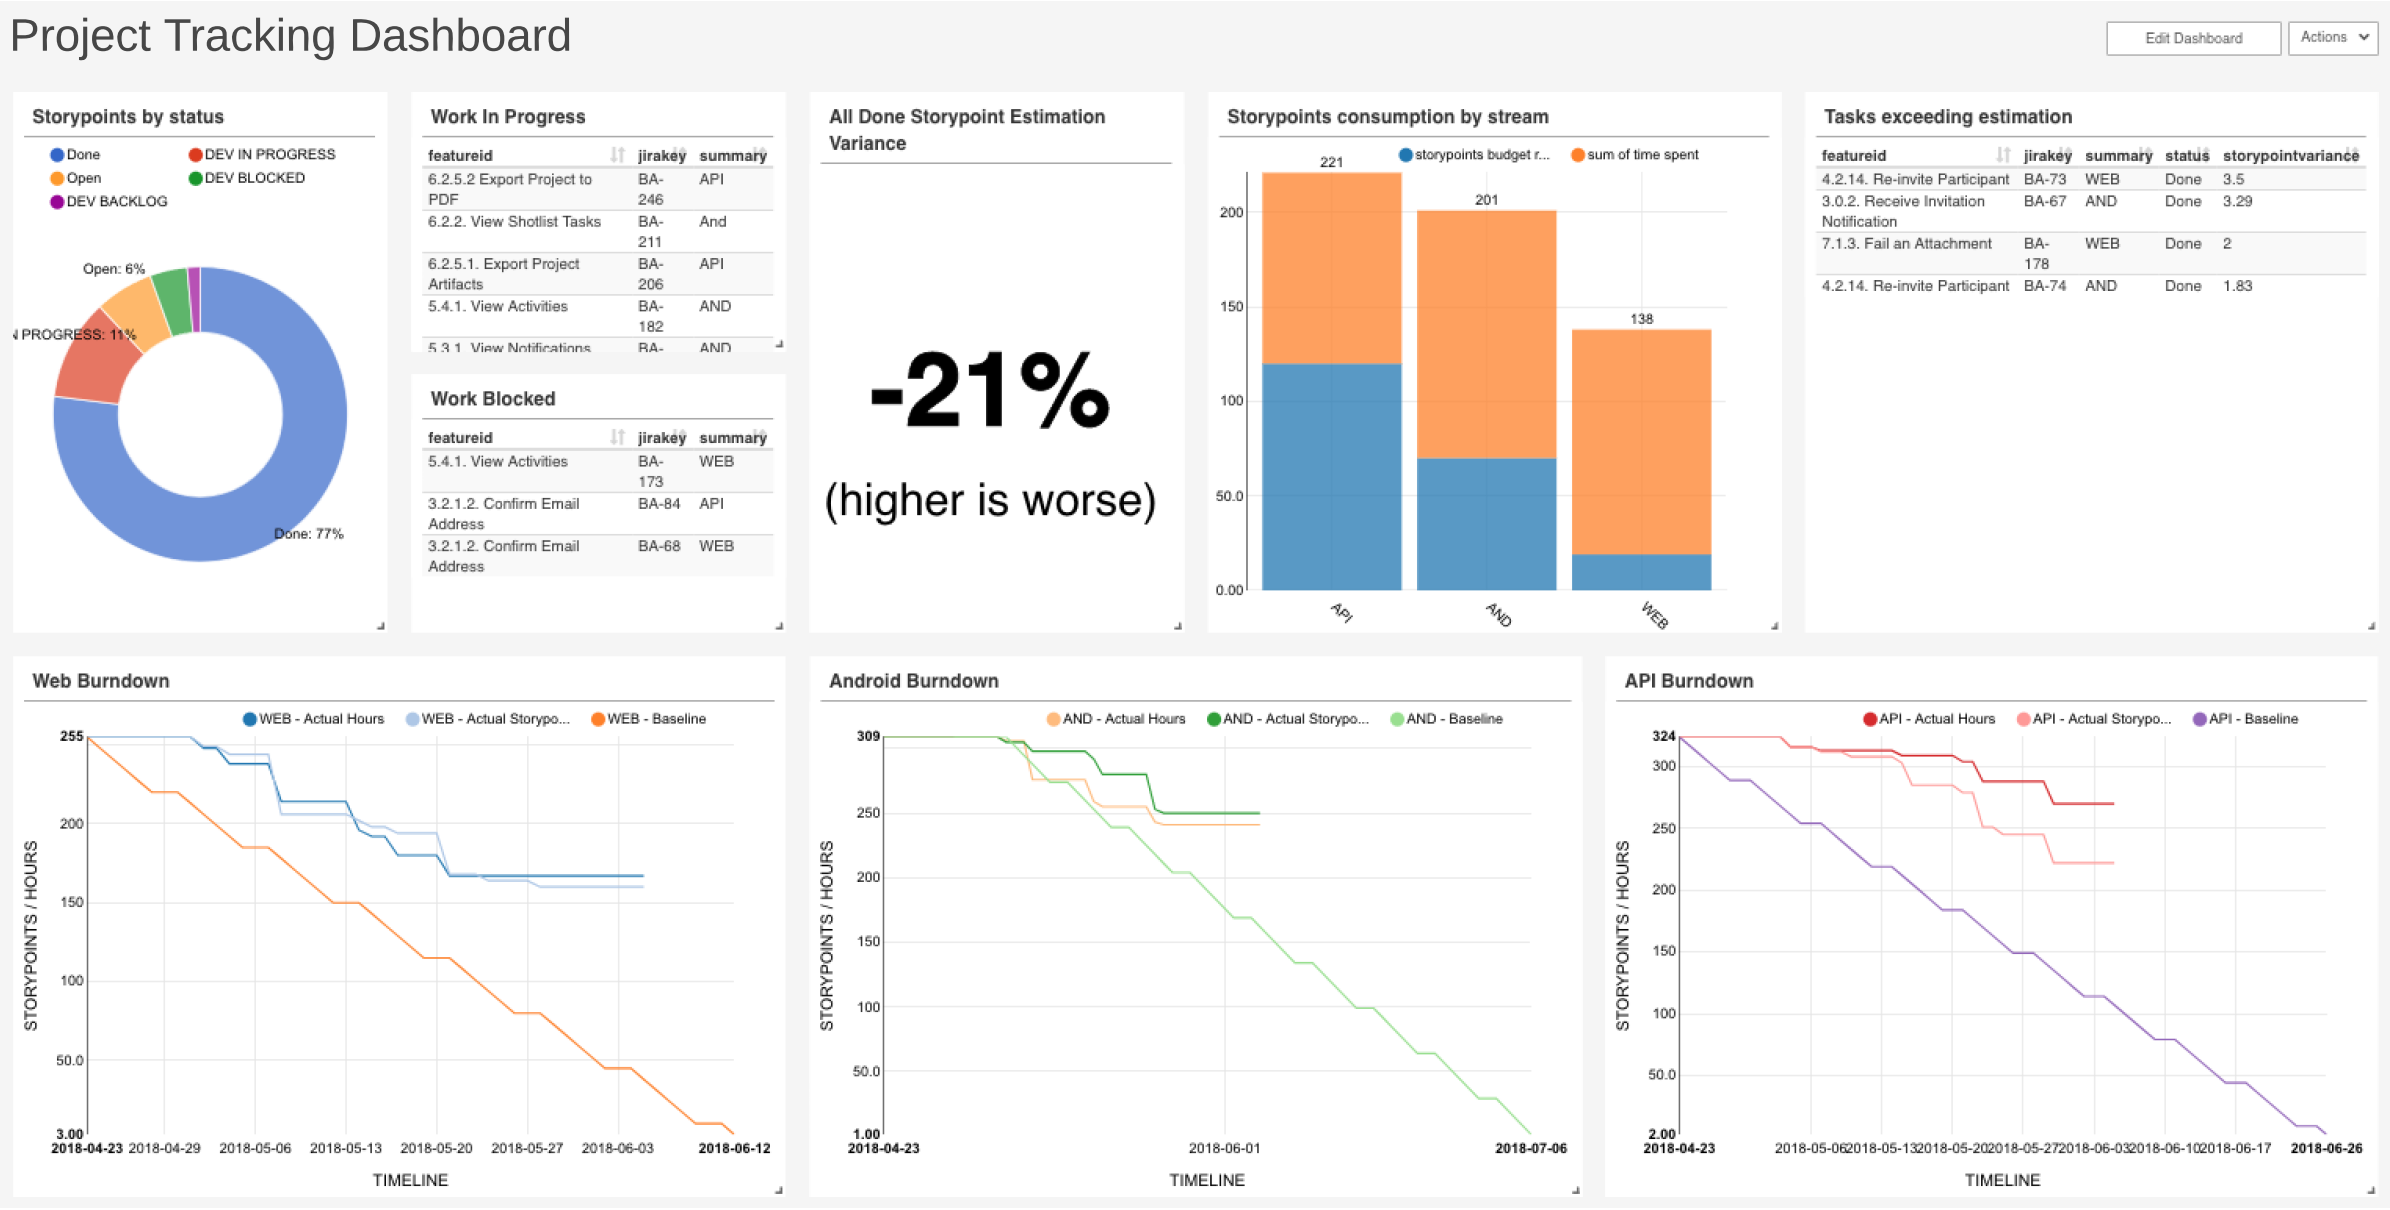 Project Tracking Dashboard
Edit Dashboard
Actions
Storypoints by status
Done
DEV IN PROGRESS
Open
DEV BLOCKED
DEV BACKLOG
Open: 6%
N PROGRESS: 11%
Done: 77%
Work In Progress
featureid jirakey summary
6.2.5.2 Export Project to BA- API
PDF 246
6.2.2. View Shotlist Tasks BA- And
211
6.2.5.1. Export Project BA- API
Artifacts 206
5.4.1. View Activities BA- AND
182
5.3.1. View Notifications BA- AND
Work Blocked
featureid jirakey summary
5.4.1. View Activities BA- WEB
173
3.2.1.2. Confirm Email BA-84 API
Address
3.2.1.2. Confirm Email BA-68 WEB
Address
All Done Storypoint Estimation
Variance
-21%
(higher is worse)
Storypoints consumption by stream
storypoints budget r... sum of time spent
221
201
138
200
150
100
50.0
0.00
API AND WEB
Tasks exceeding estimation
featureid jirakey summary status storypointvariance
4.2.14. Re-invite Participant BA-73 WEB Done 3.5
3.0.2. Receive Invitation BA-67 AND Done 3.29
Notification
7.1.3. Fail an Attachment BA- WEB Done 2
178
4.2.14. Re-invite Participant BA-74 AND Done 1.83
Web Burndown
WEB - Actual Hours WEB - Actual Storypo... WEB - Baseline
255
200
150
100
50.0
3.00
STORYPOINTS / HOURS
2018-04-23 2018-04-29 2018-05-06 2018-05-13 2018-05-20 2018-05-27 2018-06-03 2018-06-12
TIMELINE
Android Burndown
AND - Actual Hours AND - Actual Storypo... AND - Baseline
309
250
200
150
100
50.0
1.00
STORYPOINTS / HOURS
2018-04-23 2018-06-01 2018-07-06
TIMELINE
API Burndown
API - Actual Hours API - Actual Storypo... API - Baseline
324
300
250
200
150
100
50.0
2.00
STORYPOINTS / HOURS
2018-04-23 2018-05-06 2018-05-13 2018-05-20 2018-05-27 2018-06-03 2018-06-10 2018-06-17 2018-06-26
TIMELINE